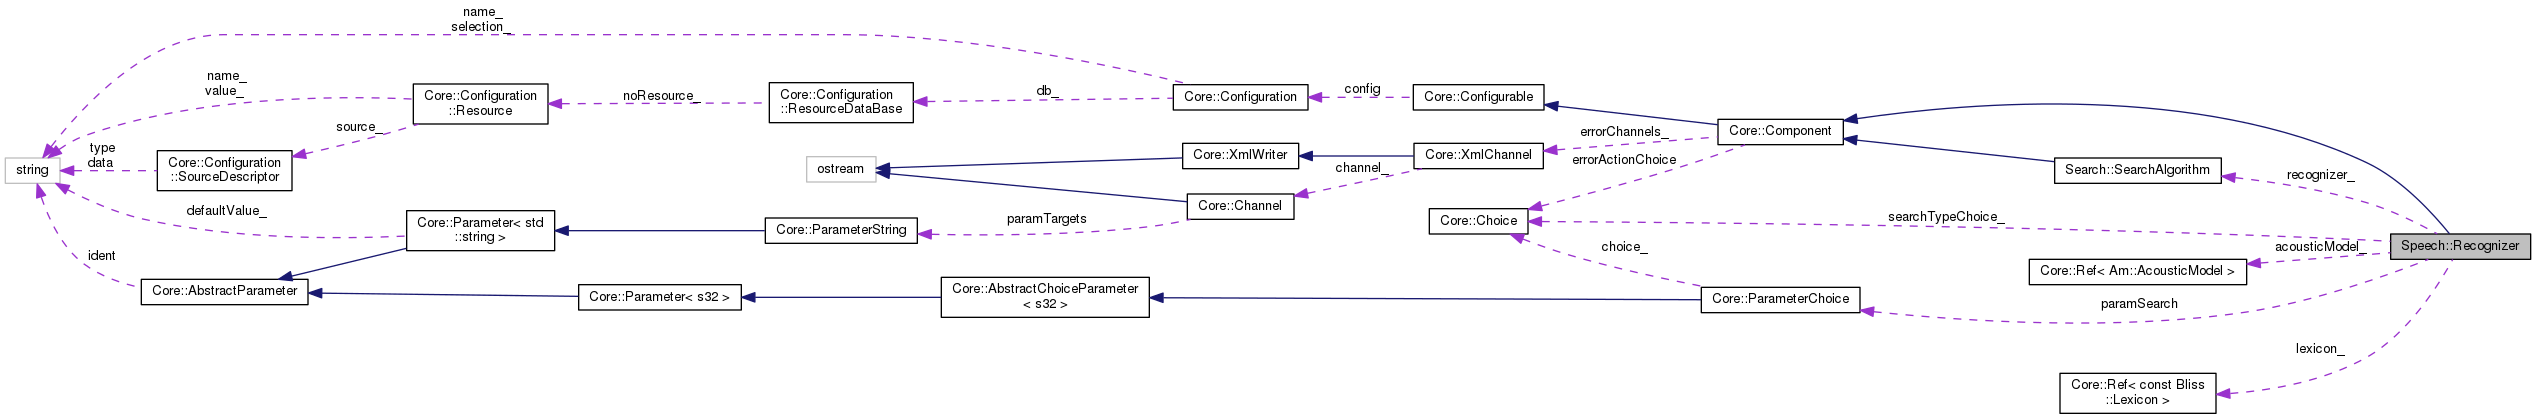 name_
selection_
name_
value_
Core::Configuration
::Resource
noResource_
Core::Configuration
::ResourceDataBase
db_
Core::Configuration
config
Core::Configurable
source_
type
data
string
Core::Configuration
::SourceDescriptor
ostream
Core::XmlWriter
Core::XmlChannel
errorChannels_
errorActionChoice
Core::Component
channel_
Core::Channel
Search::SearchAlgorithm
recognizer_
defaultValue_
Core::Parameter< std
::string >
Core::ParameterString
paramTargets
Core::Choice
searchTypeChoice_
Speech::Recognizer
choice_
acousticModel_
Core::Ref< Am::AcousticModel >
ident
Core::AbstractParameter
Core::Parameter< s32 >
Core::AbstractChoiceParameter
< s32 >
Core::ParameterChoice
paramSearch
lexicon_
Core::Ref< const Bliss
::Lexicon >